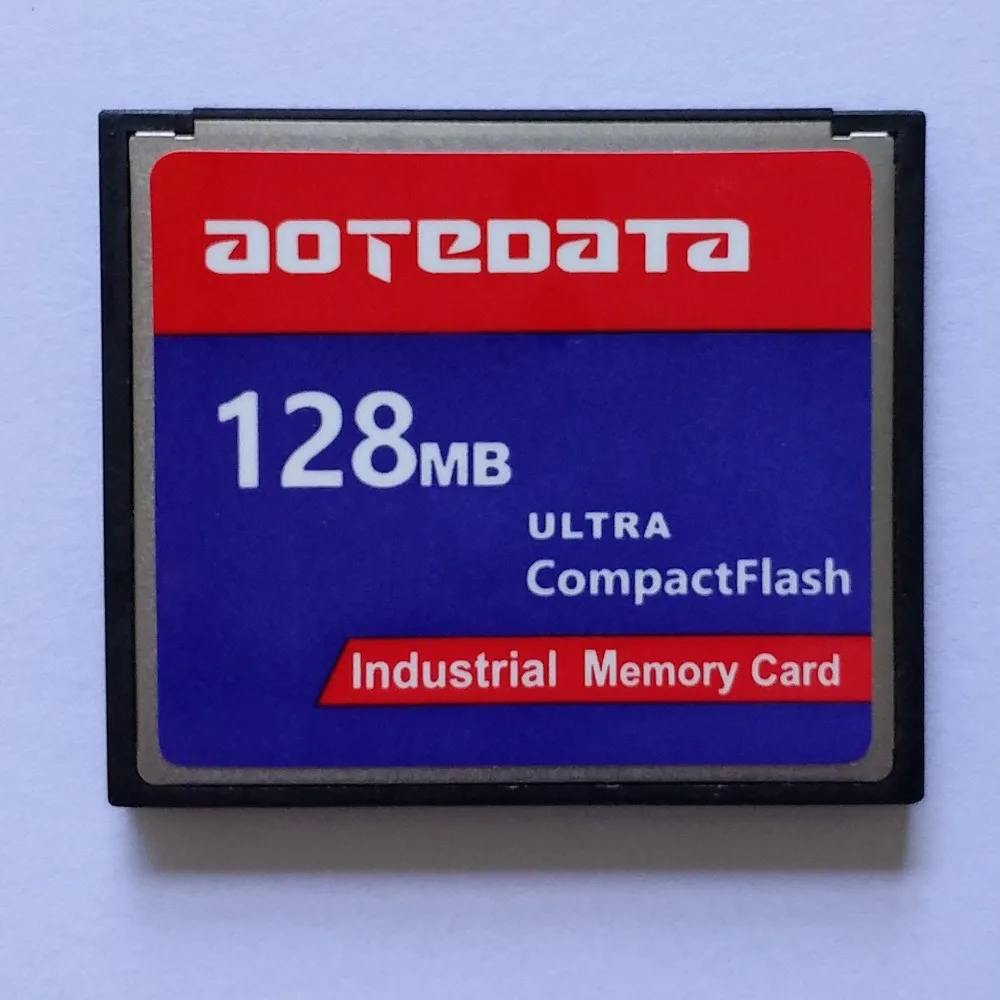 AOTEDATA
128MB
ULTRA
CompactFlash
Industrial Memory Card